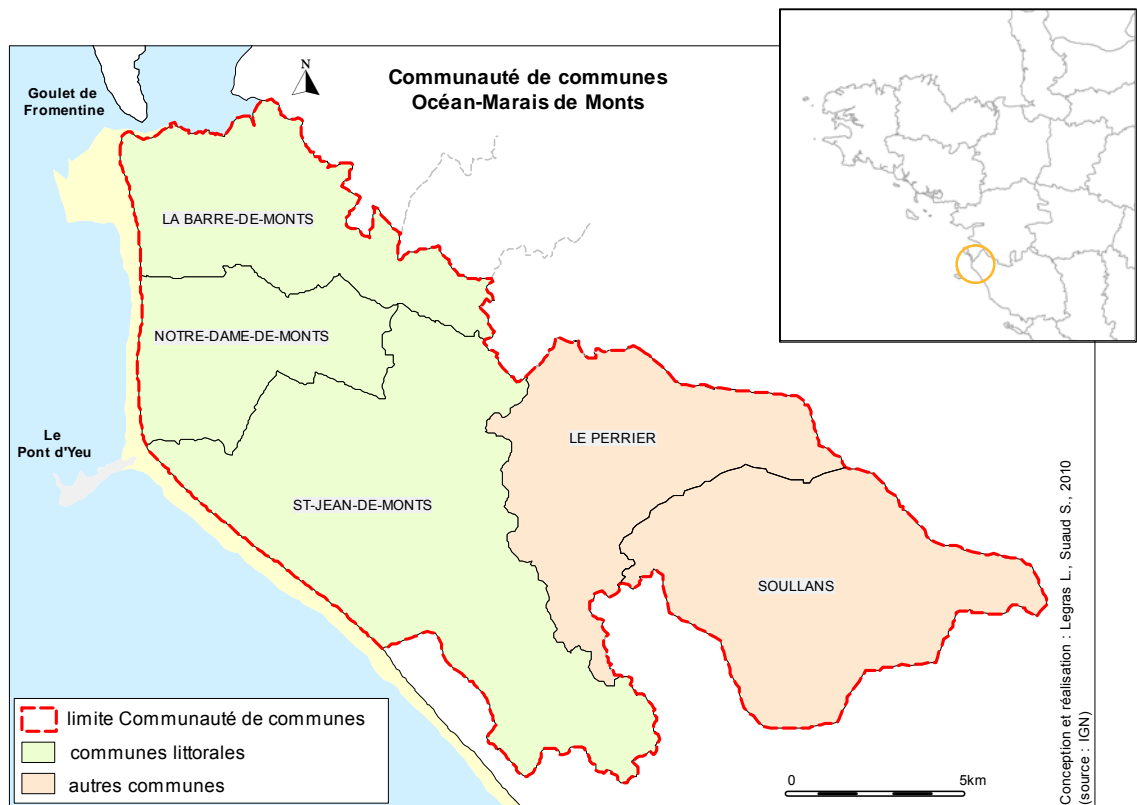 Communauté de communes
Océan-Marais de Monts
N
Goulet de
Fromentine
LA BARRE-DE-MONTS
NOTRE-DAME-DE-MONTS
Le
Pont d'Yeu
LE PERRIER
ST-JEAN-DE-MONTS
SOULLANS
limite Communauté de communes
communes littorales
autres communes
0 5km
Conception et réalisation : Legras L., Suaud S., 2010
(source : IGN)